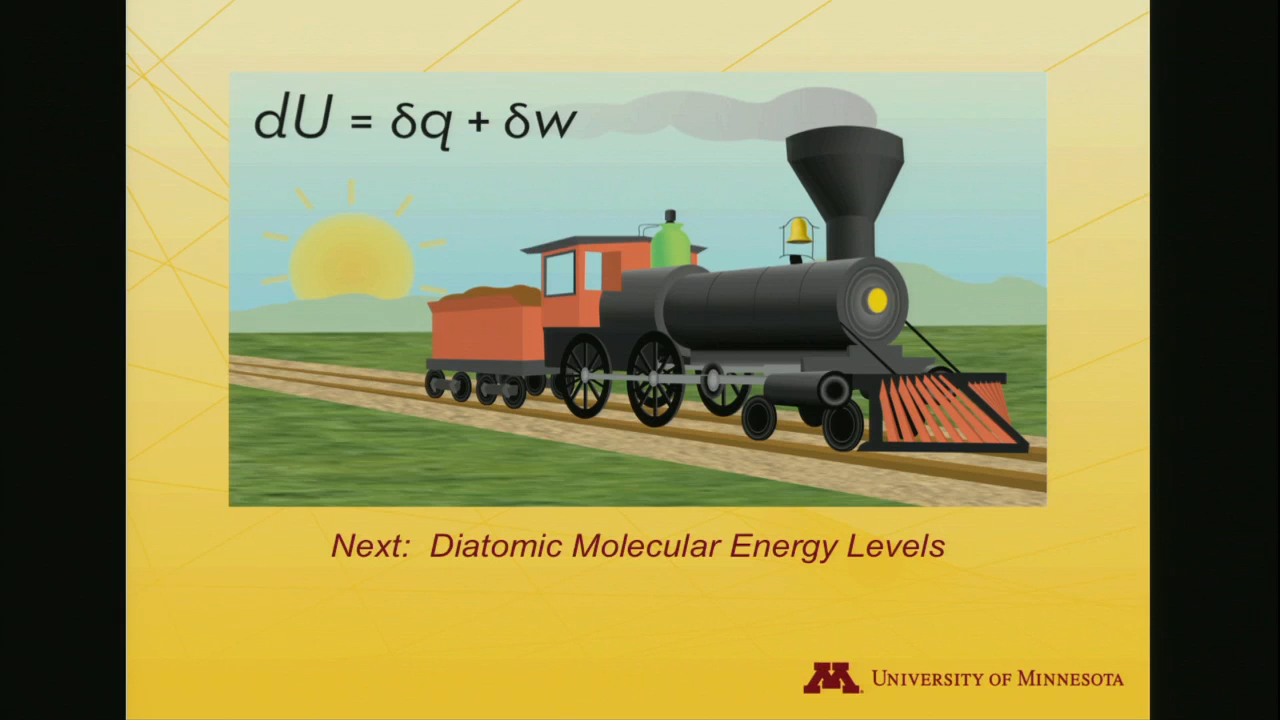 dU = δq + δw
Next: Diatomic Molecular Energy Levels
M
University of Minnesota